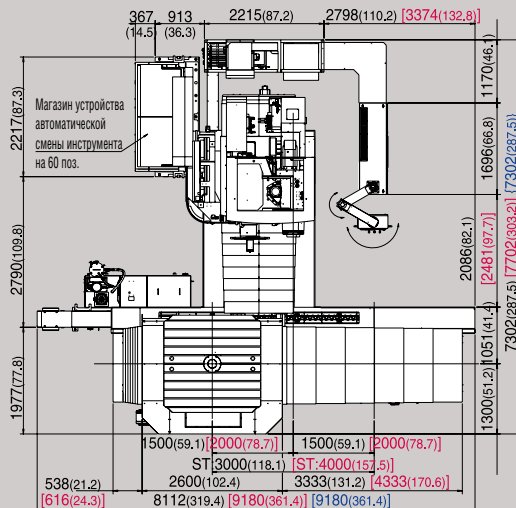 367 913 2215(87.2) 2798(110.2) [3374(132.8)]
(14.5) (36.3)
1170(46.1)
2217(87.3)
Магазин устройства
автоматической
смены инструмента
на 60 поз.
1696(66.8)
{7302(287.5)}
2790(109.8)
2086(82.1)
[2481(97.7)]
[7702(303.2)]
7302(287.5)
1051(41.4)
1977(77.8)
1300(51.2)
1500(59.1) [2000(78.7)] 1500(59.1) [2000(78.7)]
ST:3000(118.1) [ST:4000(157.5)]
538(21.2) 2600(102.4) 3333(131.2) [4333(170.6)]
[616(24.3)] 8112(319.4) [9180(361.4)] {9180(361.4)}